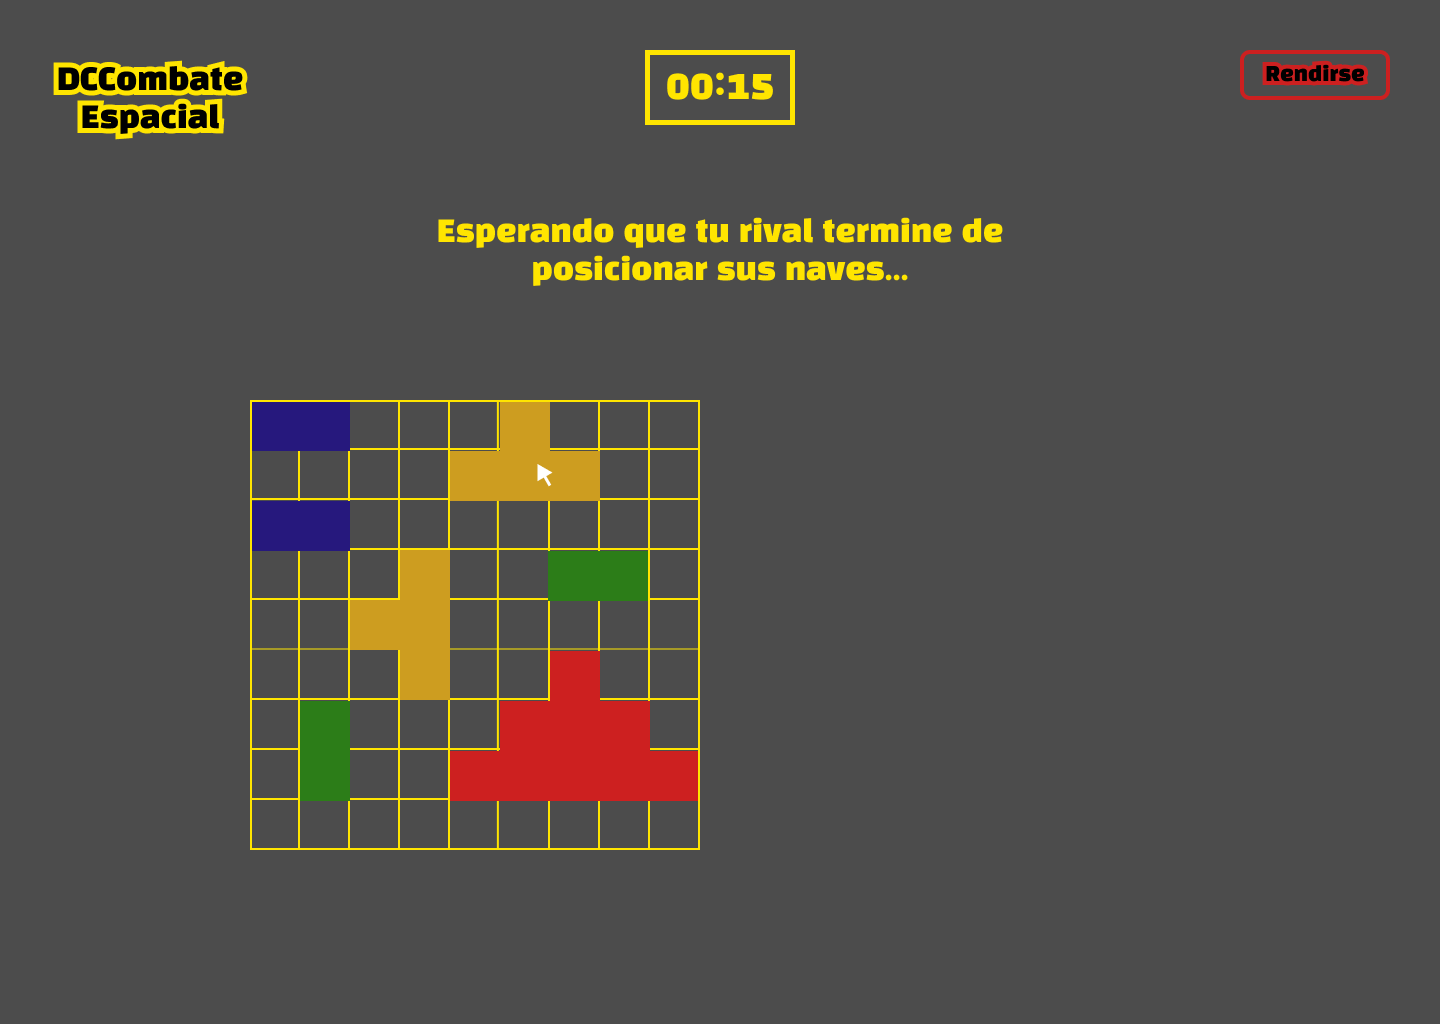 DCCombate
Espacial
00:15
Rendirse
Esperando que tu rival termine de
posicionar sus naves...